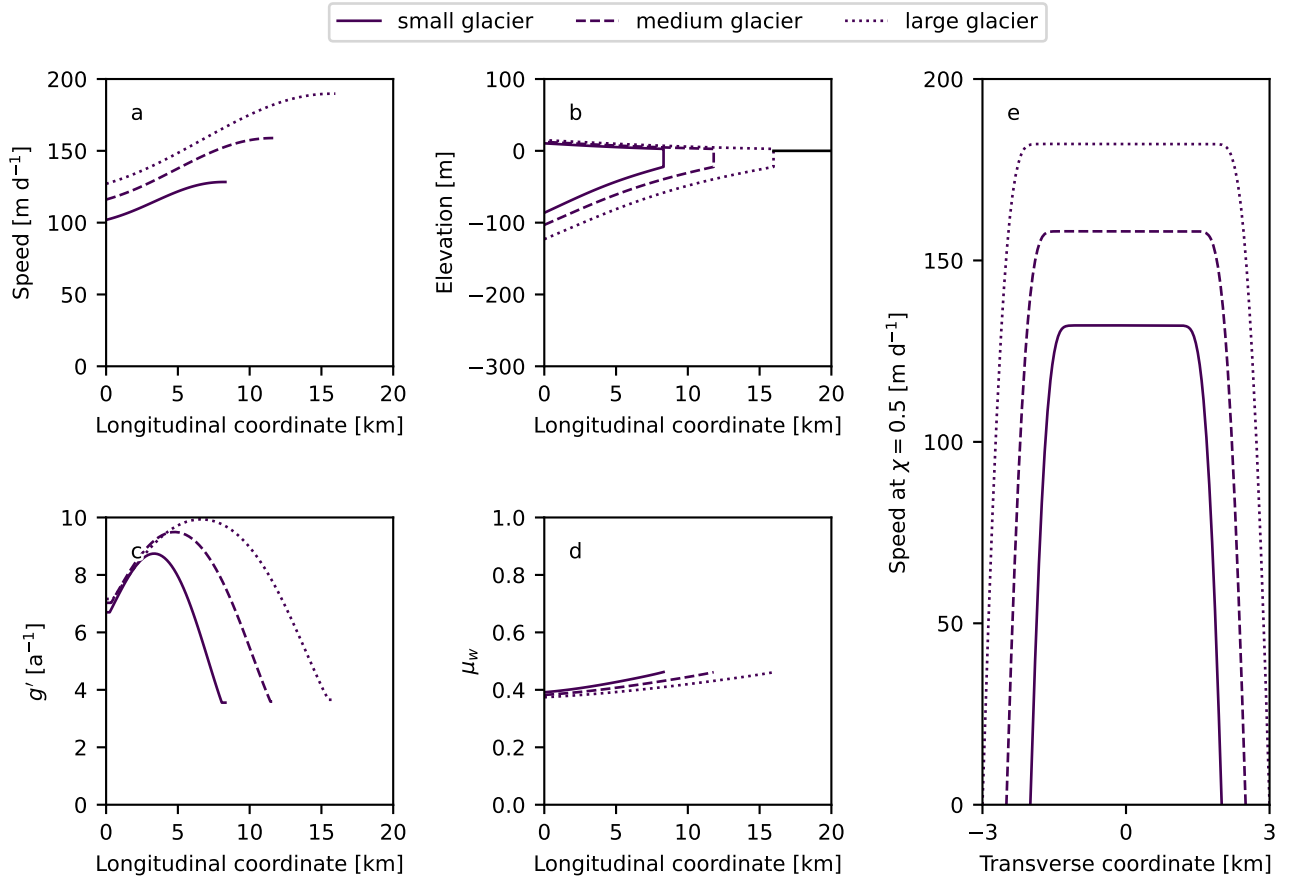 small glacier medium glacier large glacier
a
200
150
100
50
0
Speed [m d⁻¹]
0 5 10 15 20
Longitudinal coordinate [km]
b
100
0
−100
−200
−300
Elevation [m]
0 5 10 15 20
Longitudinal coordinate [km]
c
10
8
6
4
2
0
g′ [a⁻¹]
0 5 10 15 20
Longitudinal coordinate [km]
d
1.0
0.8
0.6
0.4
0.2
0.0
μw
0 5 10 15 20
Longitudinal coordinate [km]
e
200
150
100
50
0
Speed at χ = 0.5 [m d⁻¹]
−3 0 3
Transverse coordinate [km]